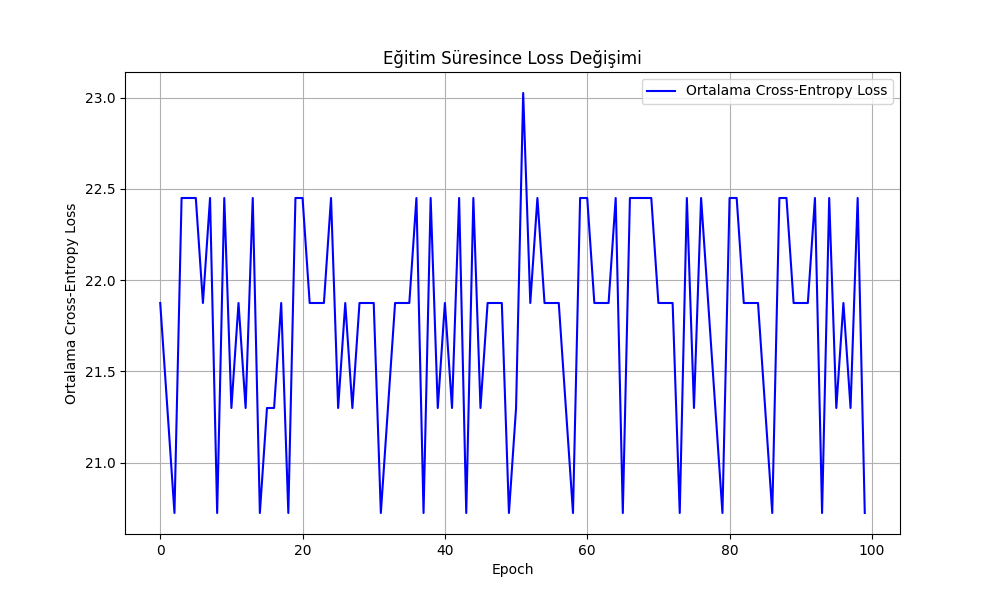 Eğitim Süresince Loss Değişimi
Ortalama Cross-Entropy Loss
23.0
22.5
22.0
21.5
21.0
Ortalama Cross-Entropy Loss
0 20 40 60 80 100
Epoch